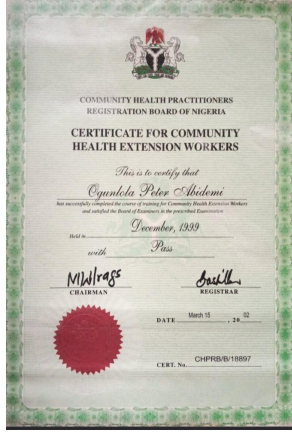 COMMUNITY HEALTH PRACTITIONERS
REGISTRATION BOARD OF NIGERIA
CERTIFICATE FOR COMMUNITY
HEALTH EXTENSION WORKERS
This is to certify that
Ogunlola Peter Abidemi
has successfully completed the course of training for Community Health Extension Workers
and satisfied the Board of Examiners in the prescribed Examination
Held in December, 1999
with Pass
CHAIRMAN REGISTRAR
DATE March 15, 2002
CERT. No. CHPRB/B/18897